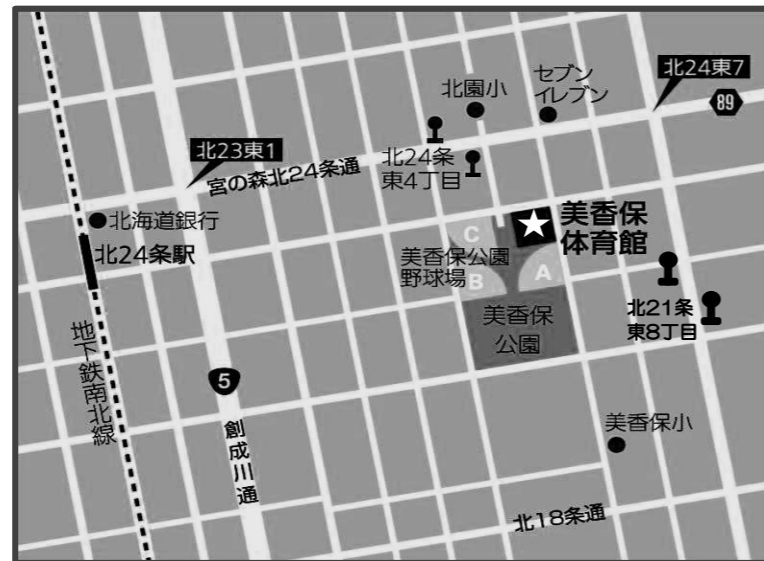 北24東7
89
セブン
イレブン
北園小
北23東1
宮の森北24条通
北24条
東4丁目
北海道銀行
北24条駅
美香保
体育館
C
美香保公園
野球場
B
A
美香保
公園
北21条
東8丁目
地下鉄南北線
5
創成川通
美香保小
北18条通